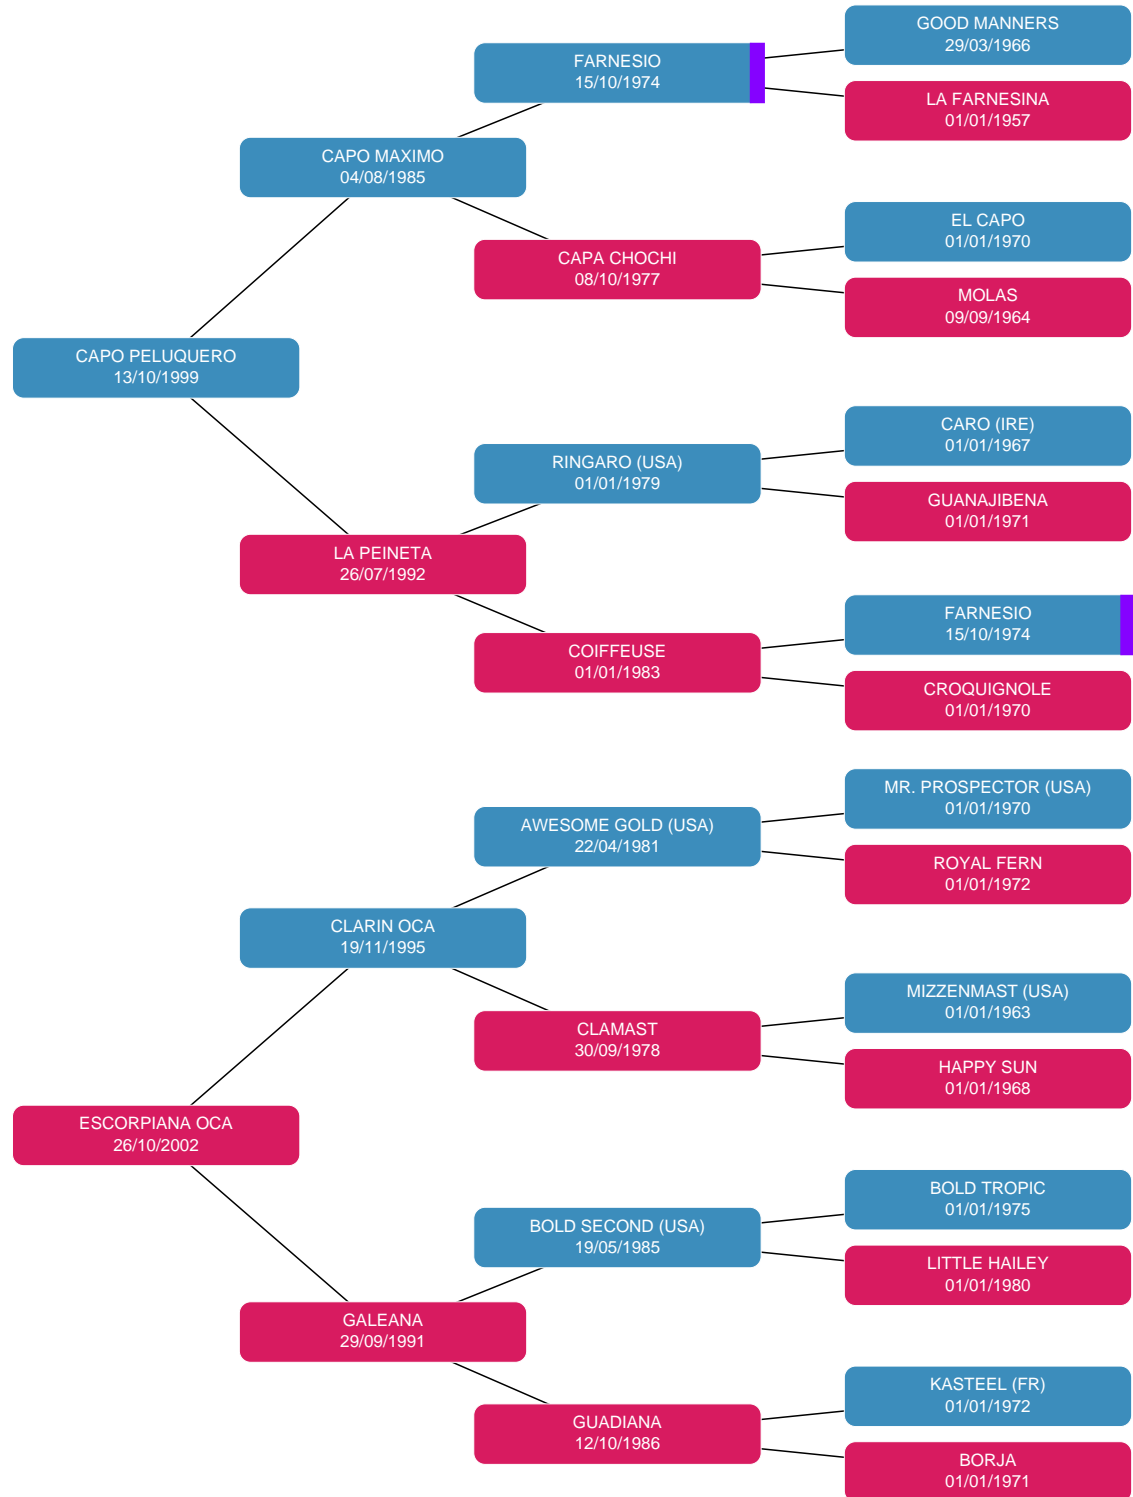 GOOD MANNERS
29/03/1966
FARNESIO
15/10/1974
LA FARNESINA
01/01/1957
CAPO MAXIMO
04/08/1985
EL CAPO
01/01/1970
CAPA CHOCHI
08/10/1977
MOLAS
09/09/1964
CAPO PELUQUERO
13/10/1999
CARO (IRE)
01/01/1967
RINGARO (USA)
01/01/1979
GUANAJIBENA
01/01/1971
LA PEINETA
26/07/1992
FARNESIO
15/10/1974
COIFFEUSE
01/01/1983
CROQUIGNOLE
01/01/1970
MR. PROSPECTOR (USA)
01/01/1970
AWESOME GOLD (USA)
22/04/1981
ROYAL FERN
01/01/1972
CLARIN OCA
19/11/1995
MIZZENMAST (USA)
01/01/1963
CLAMAST
30/09/1978
HAPPY SUN
01/01/1968
ESCORPIANA OCA
26/10/2002
BOLD TROPIC
01/01/1975
BOLD SECOND (USA)
19/05/1985
LITTLE HAILEY
01/01/1980
GALEANA
29/09/1991
KASTEEL (FR)
01/01/1972
GUADIANA
12/10/1986
BORJA
01/01/1971